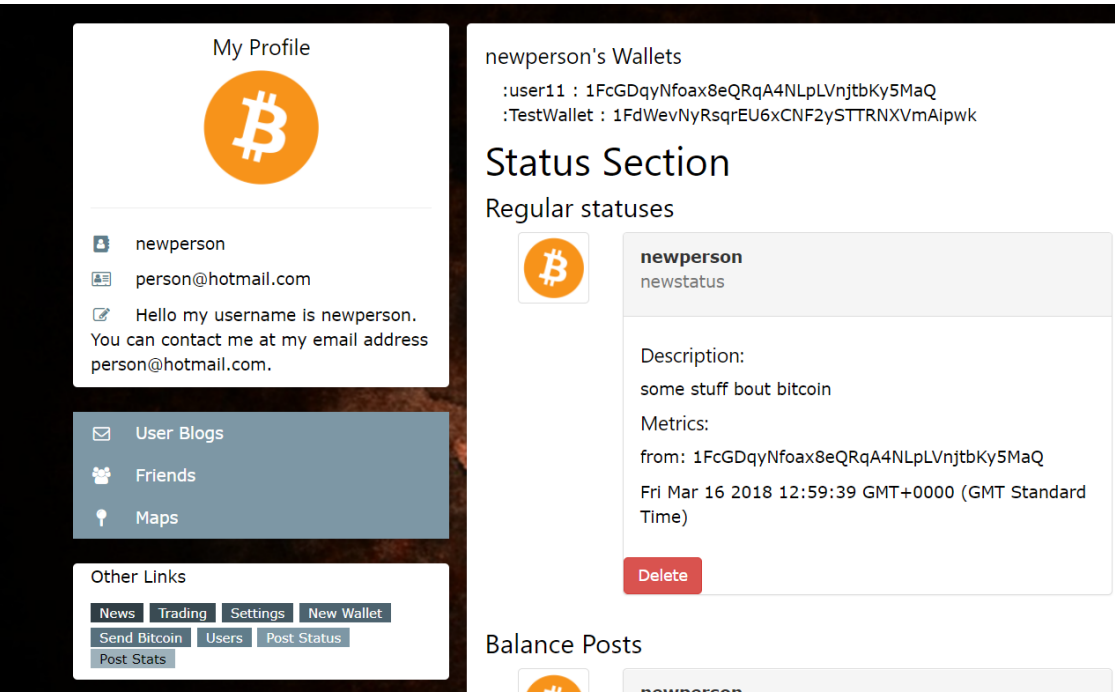 My Profile
newperson
person@hotmail.com
Hello my username is newperson.
You can contact me at my email address
person@hotmail.com.
User Blogs
Friends
Maps
Other Links
News Trading Settings New Wallet
Send Bitcoin Users Post Status
Post Stats
newperson's Wallets
:user11 : 1FcGDqyNfoax8eQRqA4NLpLVnjtbKy5MaQ
:TestWallet : 1FdWevNyRsqrEU6xCNF2ySTTRNXVmAipwk
Status Section
Regular statuses
newperson
newstatus
Description:
some stuff bout bitcoin
Metrics:
from: 1FcGDqyNfoax8eQRqA4NLpLVnjtbKy5MaQ
Fri Mar 16 2018 12:59:39 GMT+0000 (GMT Standard
Time)
Delete
Balance Posts
newperson